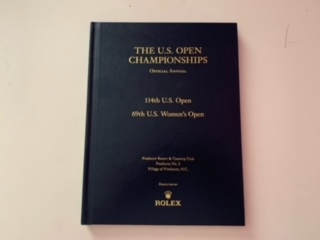 THE U.S. OPEN
CHAMPIONSHIPS
OFFICIAL ANNUAL
114th U.S. Open
69th U.S. Women's Open
Pinehurst Resort & Country Club
Pinehurst No. 2
Village of Pinehurst, N.C.
ROLEX